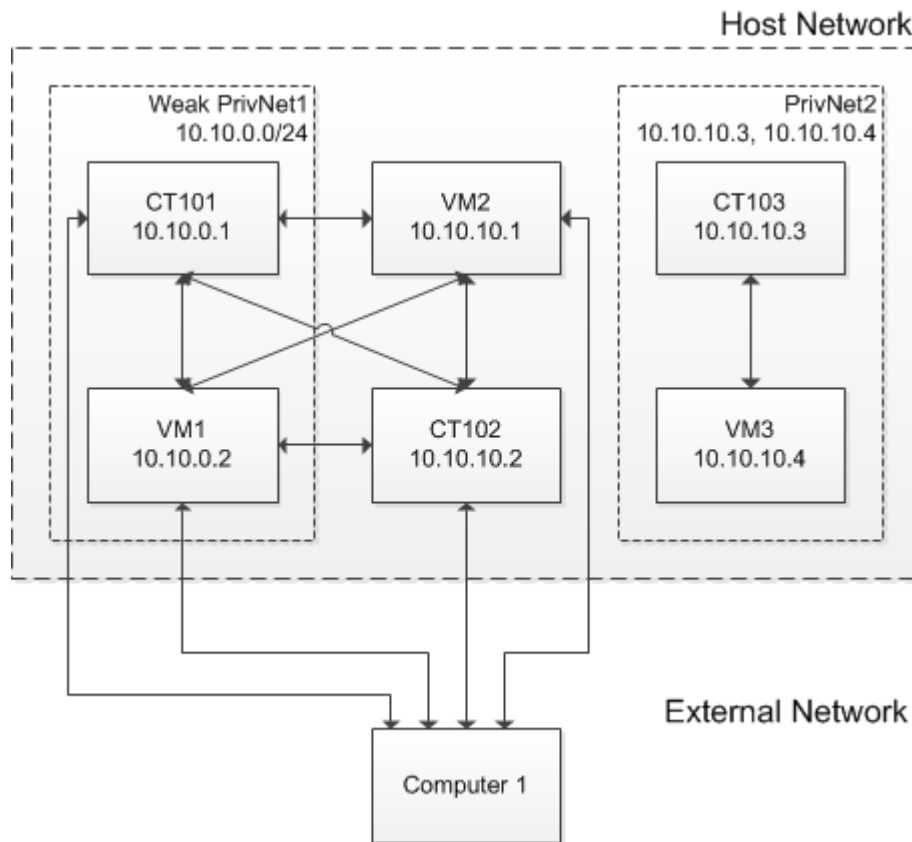 Host Network
Weak PrivNet1
10.10.0.0/24
PrivNet2
10.10.10.3, 10.10.10.4
CT101
10.10.0.1
VM2
10.10.10.1
CT103
10.10.10.3
VM1
10.10.0.2
CT102
10.10.10.2
VM3
10.10.10.4
External Network
Computer 1